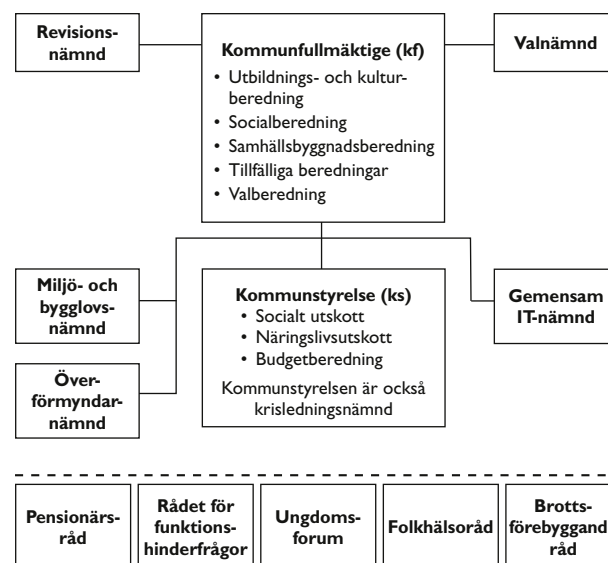 Revisions-
nämnd
Kommunfullmäktige (kf)
• Utbildnings- och kultur-
beredning
• Socialberedning
• Samhällsbyggnadsberedning
• Tillfälliga beredningar
• Valberedning
Valnämnd
Miljö- och
bygglovs-
nämnd
Kommunstyrelse (ks)
• Socialt utskott
• Näringslivsutskott
• Budgetberedning
Kommunstyrelsen är också
krisledningsnämnd
Gemensam
IT-nämnd
Över-
förmyndar-
nämnd
Pensionärs-
råd
Rådet för
funktions-
hinderfrågor
Ungdoms-
forum
Folkhälsoråd
Brotts-
förebyggand
råd